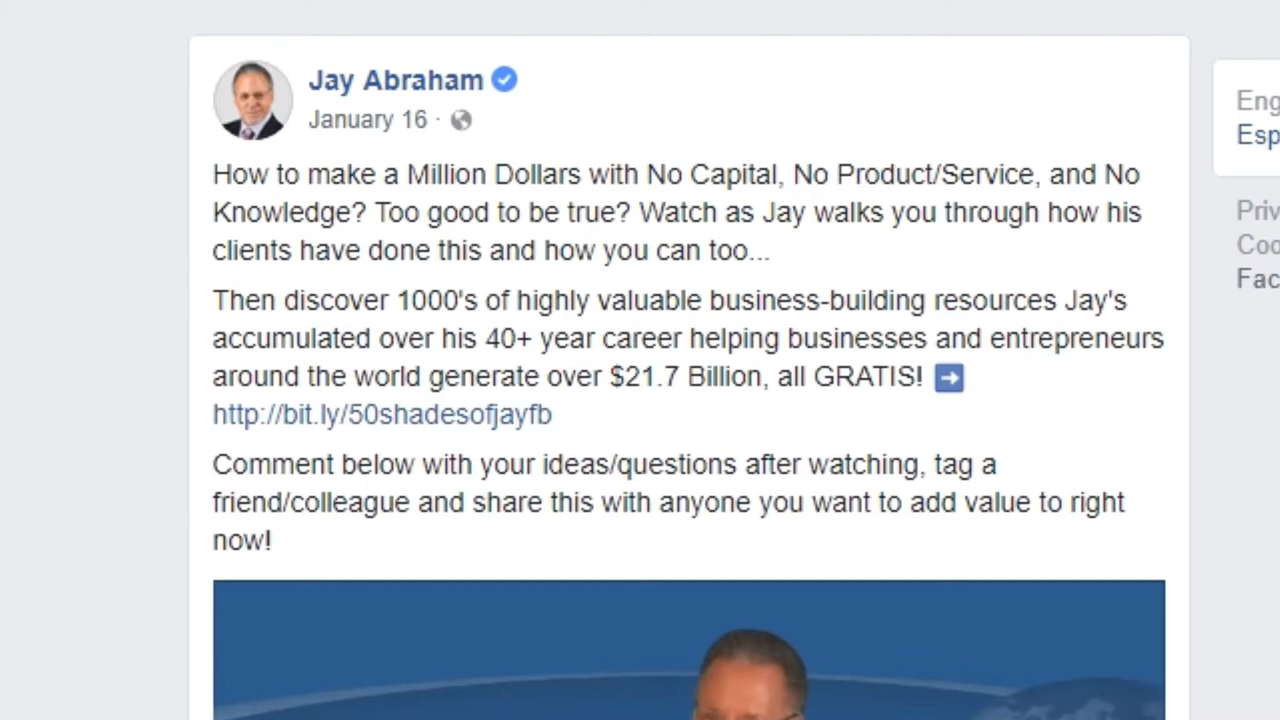 Jay Abraham
January 16 ·
How to make a Million Dollars with No Capital, No Product/Service, and No
Knowledge? Too good to be true? Watch as Jay walks you through how his
clients have done this and how you can too...
Then discover 1000's of highly valuable business-building resources Jay's
accumulated over his 40+ year career helping businesses and entrepreneurs
around the world generate over $21.7 Billion, all GRATIS! ➡
http://bit.ly/50shadesofjayfb
Comment below with your ideas/questions after watching, tag a
friend/colleague and share this with anyone you want to add value to right
now!
Eng
Esp
Priv
Coo
Fac